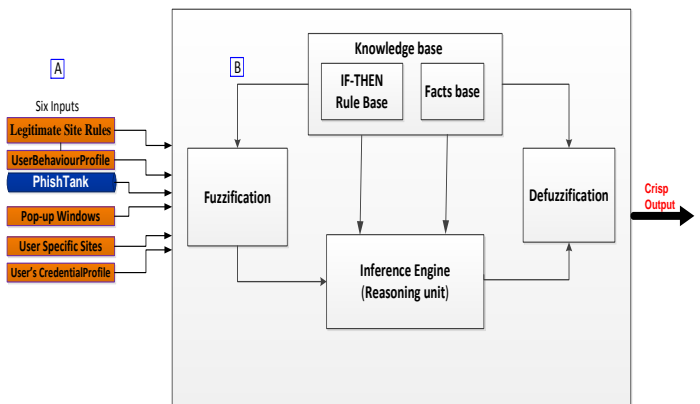 A
Six Inputs
Legitimate Site Rules
UserBehaviourProfile
PhishTank
Pop-up Windows
User Specific Sites
User's CredentialProfile
B
Knowledge base
IF-THEN
Rule Base
Facts base
Fuzzification
Inference Engine
(Reasoning unit)
Defuzzification
Crisp
Output